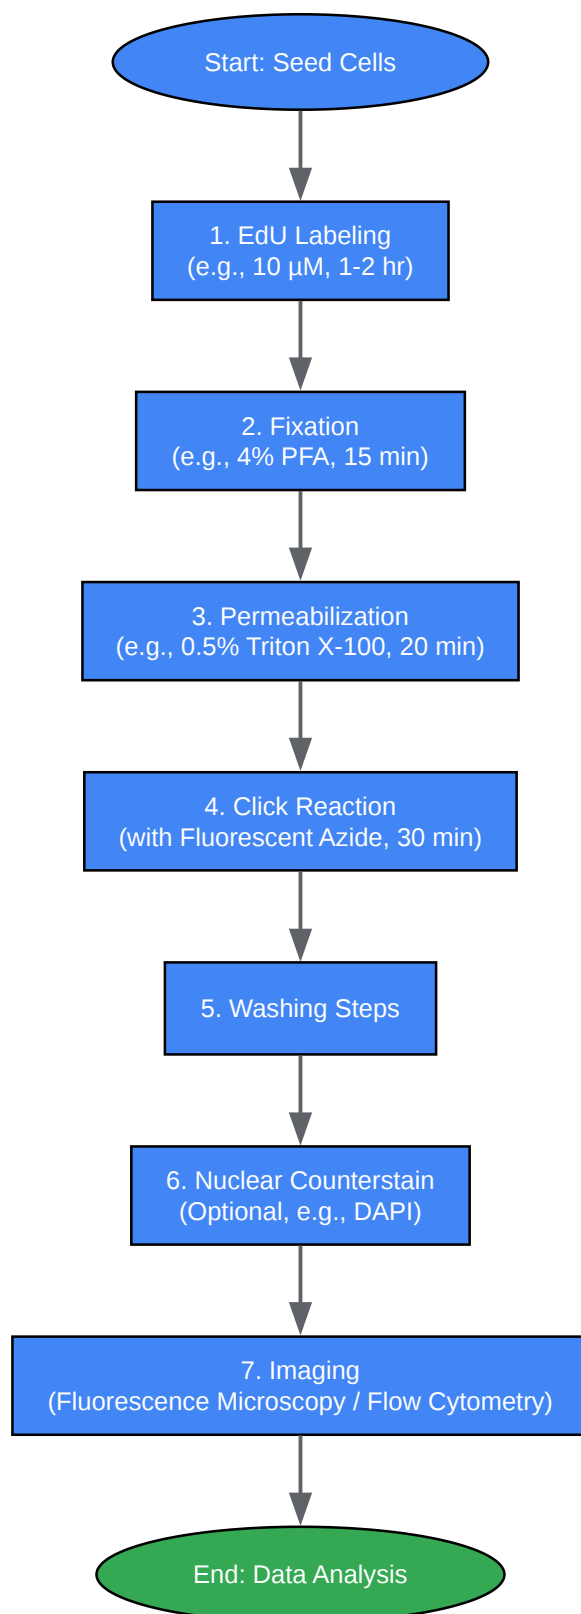 Start: Seed Cells
1. EdU Labeling
(e.g., 10 µM, 1-2 hr)
2. Fixation
(e.g., 4% PFA, 15 min)
3. Permeabilization
(e.g., 0.5% Triton X-100, 20 min)
4. Click Reaction
(with Fluorescent Azide, 30 min)
5. Washing Steps
6. Nuclear Counterstain
(Optional, e.g., DAPI)
7. Imaging
(Fluorescence Microscopy / Flow Cytometry)
End: Data Analysis